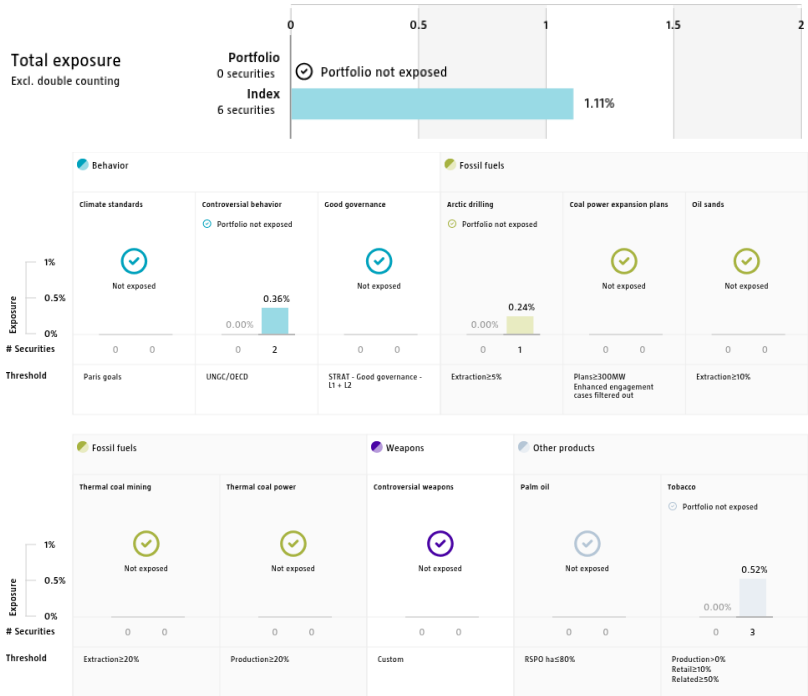 0 0.5 1 1.5 2
Total exposure
Excl. double counting
Portfolio
0 securities
Portfolio not exposed
Index
6 securities
1.11%
Behavior
Fossil fuels
Climate standards
Controversial behavior
Good governance
Arctic drilling
Coal power expansion plans
Oil sands
Portfolio not exposed
Portfolio not exposed
Not exposed
Not exposed
Not exposed
Not exposed
Exposure
1%
0.5%
0%
0.00%
0.36%
0.00%
0.24%
# Securities
0 0
0 2
0 0
0 1
0 0
0 0
Threshold
Paris goals
UNGC/OECD
STRAT - Good governance -
L1 + L2
Extraction≥5%
Plans≥300MW
Enhanced engagement
cases filtered out
Extraction≥10%
Fossil fuels
Weapons
Other products
Thermal coal mining
Thermal coal power
Controversial weapons
Palm oil
Tobacco
Portfolio not exposed
Not exposed
Not exposed
Not exposed
Not exposed
Exposure
1%
0.5%
0%
0.00%
0.52%
# Securities
0 0
0 0
0 0
0 0
0 3
Threshold
Extraction≥20%
Production≥20%
Custom
RSPO ha≤80%
Production>0%
Retail≥10%
Related≥50%